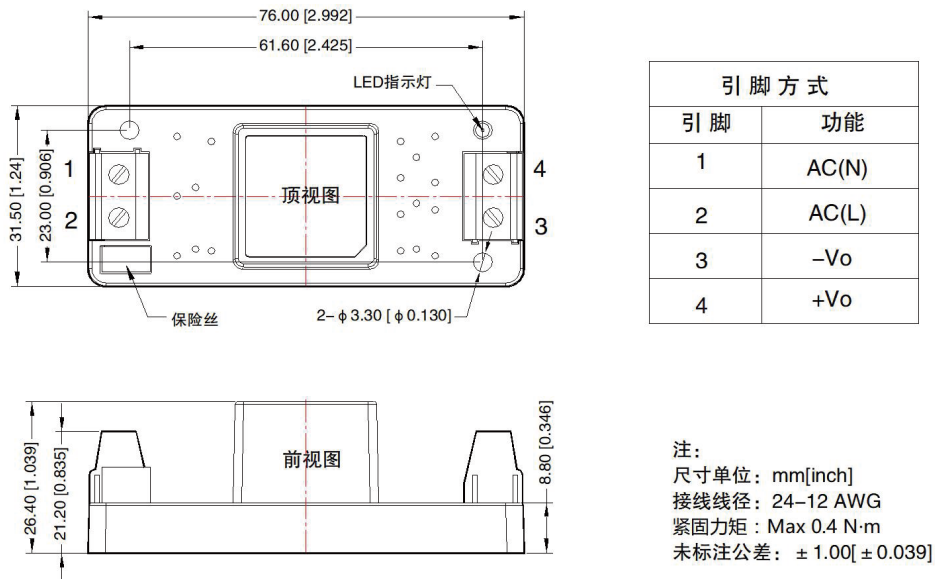 76.00 [2.992]
61.60 [2.425]
LED指示灯
31.50 [1.24]
23.00 [0.906]
1
2
顶视图
4
3
保险丝
2-φ3.30 [φ0.130]
引脚方式
引脚 功能
1 AC(N)
2 AC(L)
3 -Vo
4 +Vo
26.40 [1.039]
21.20 [0.835]
前视图
8.80 [0.346]
注:
尺寸单位: mm[inch]
接线线径: 24-12 AWG
紧固力矩: Max 0.4 N·m
未标注公差: ±1.00[±0.039]